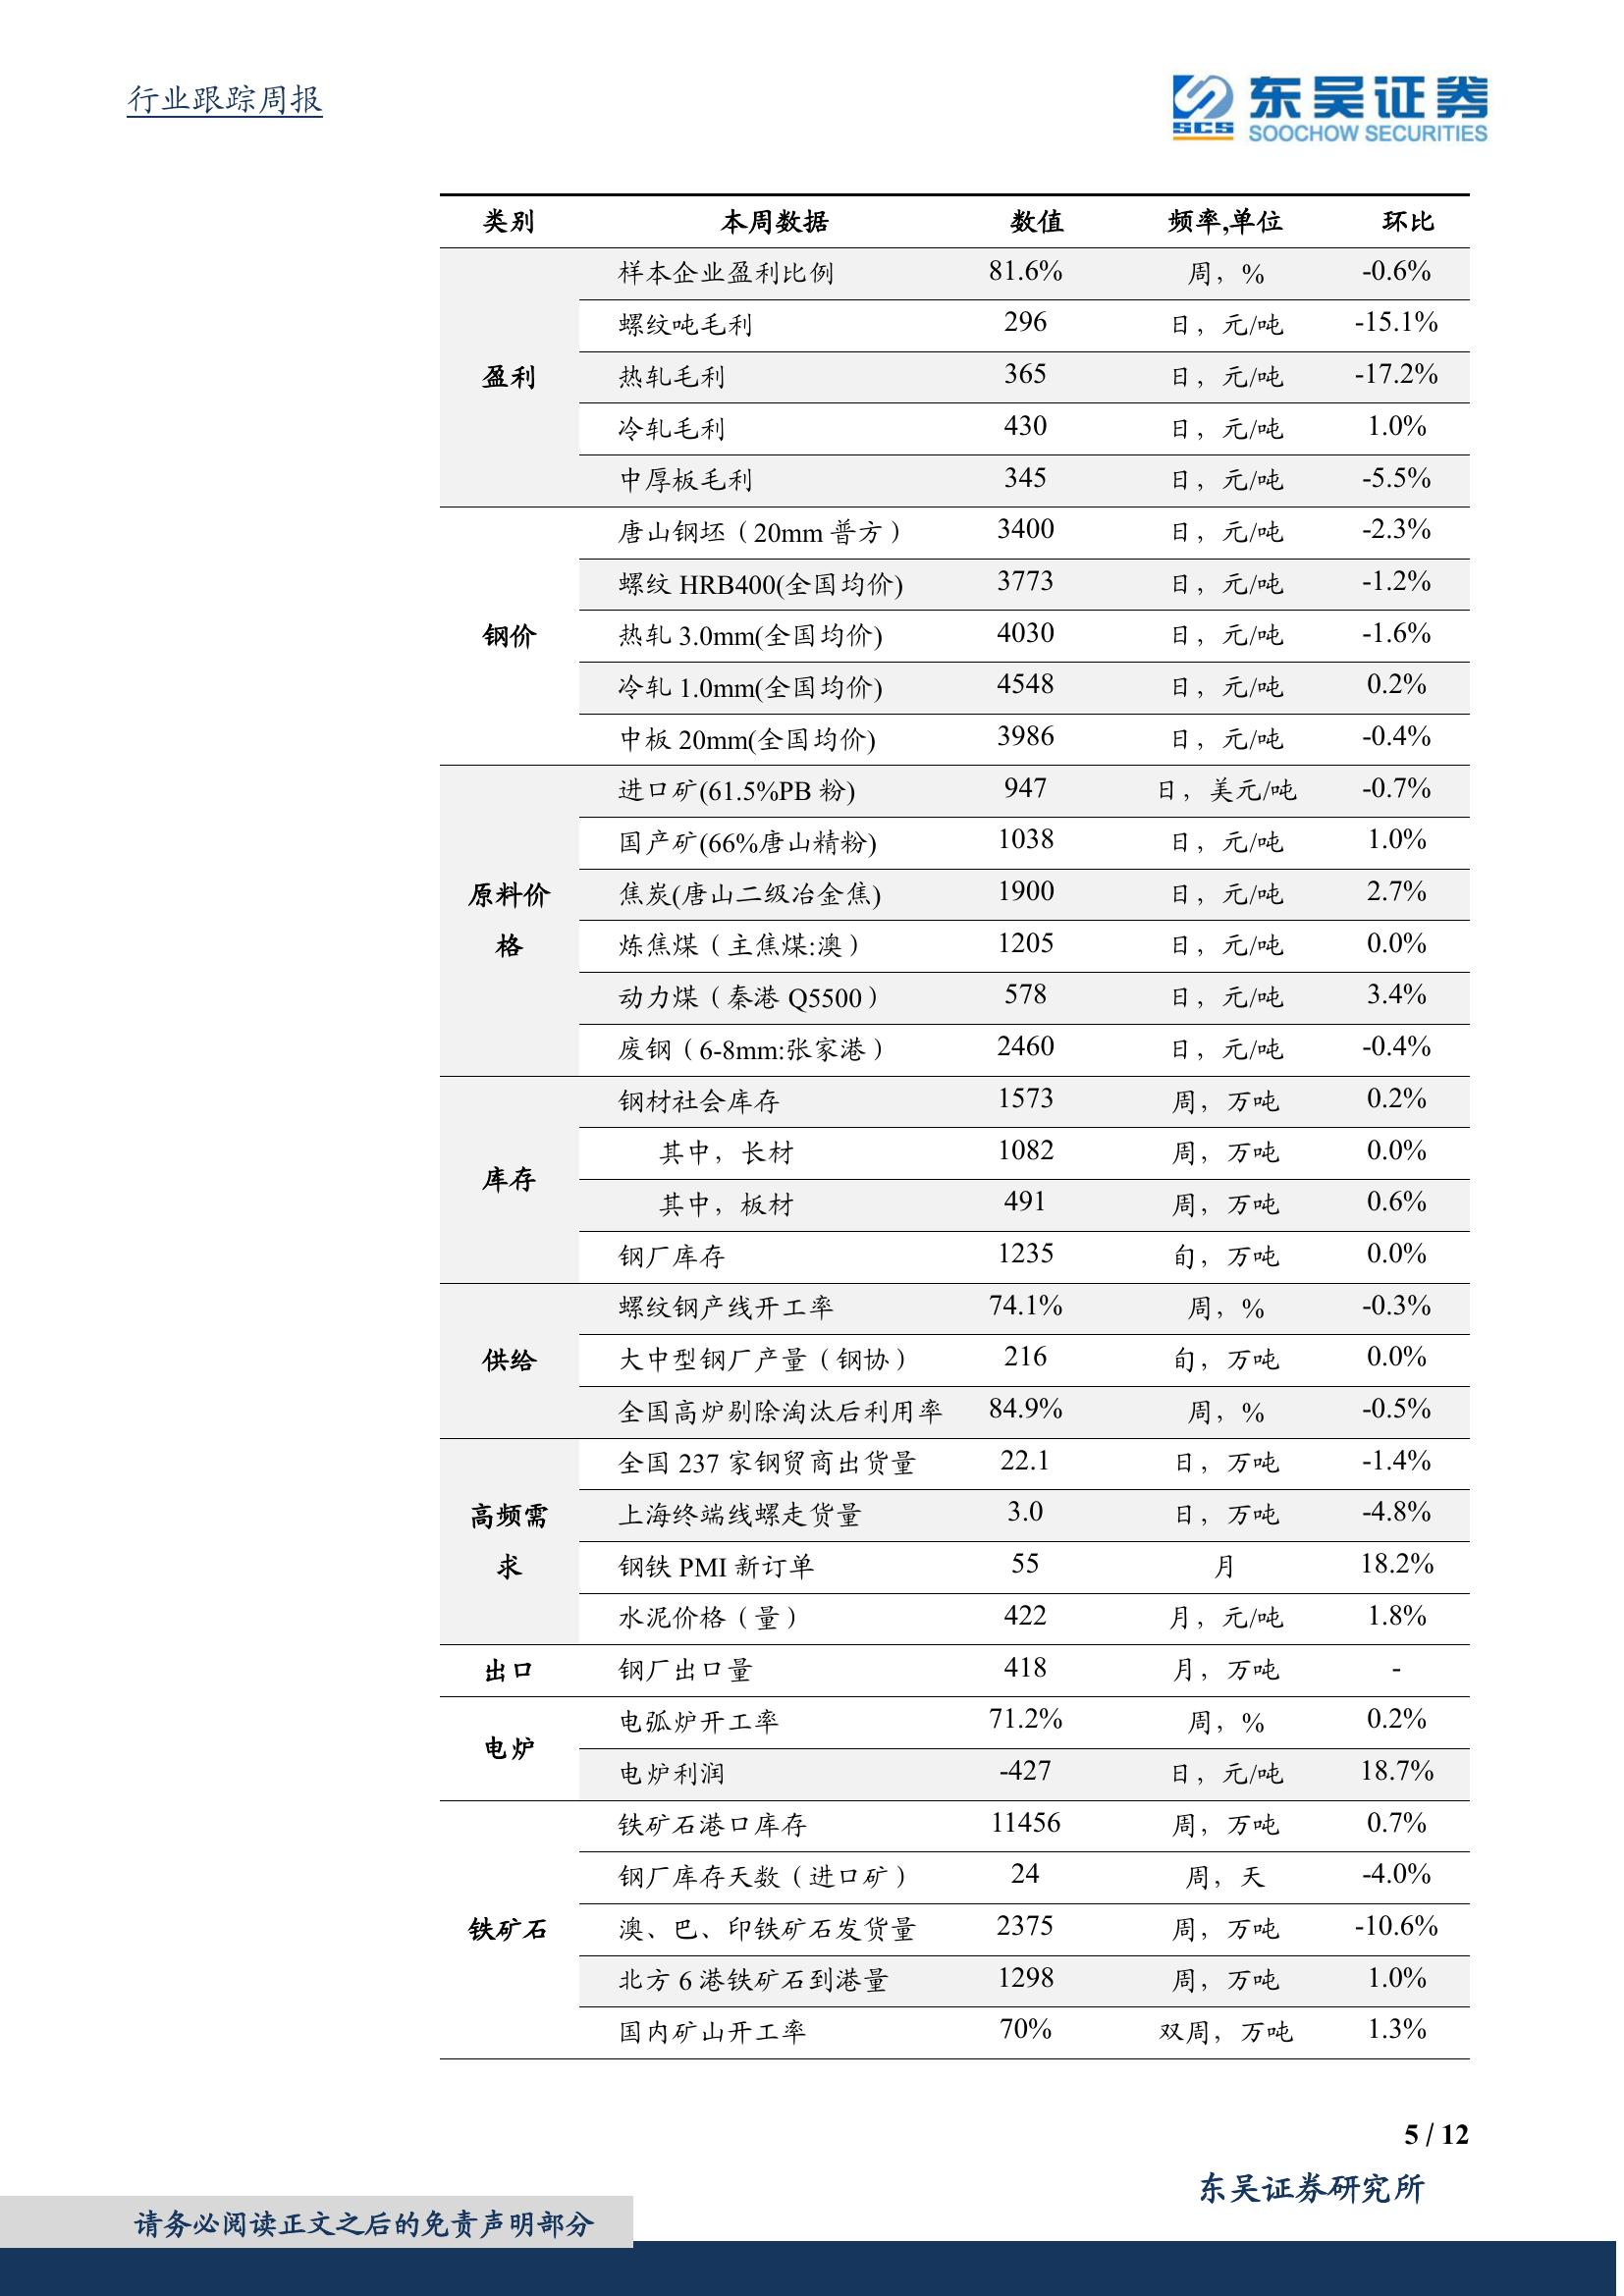 行业跟踪周报
东吴证券
SCS
SOOCHOW SECURITIES
类别 本周数据 数值 频率,单位 环比
盈利
样本企业盈利比例 81.6% 周，% -0.6%
螺纹吨毛利 296 日，元/吨 -15.1%
热轧毛利 365 日，元/吨 -17.2%
冷轧毛利 430 日，元/吨 1.0%
中厚板毛利 345 日，元/吨 -5.5%
钢价
唐山钢坯（20mm 普方） 3400 日，元/吨 -2.3%
螺纹 HRB400(全国均价) 3773 日，元/吨 -1.2%
热轧 3.0mm(全国均价) 4030 日，元/吨 -1.6%
冷轧 1.0mm(全国均价) 4548 日，元/吨 0.2%
中板 20mm(全国均价) 3986 日，元/吨 -0.4%
原料价
格
进口矿(61.5%PB 粉) 947 日，美元/吨 -0.7%
国产矿(66%唐山精粉) 1038 日，元/吨 1.0%
焦炭(唐山二级冶金焦) 1900 日，元/吨 2.7%
炼焦煤（主焦煤:澳） 1205 日，元/吨 0.0%
动力煤（秦港 Q5500） 578 日，元/吨 3.4%
废钢（6-8mm:张家港） 2460 日，元/吨 -0.4%
库存
钢材社会库存 1573 周，万吨 0.2%
其中，长材 1082 周，万吨 0.0%
其中，板材 491 周，万吨 0.6%
钢厂库存 1235 旬，万吨 0.0%
供给
螺纹钢产线开工率 74.1% 周，% -0.3%
大中型钢厂产量（钢协） 216 旬，万吨 0.0%
全国高炉剔除淘汰后利用率 84.9% 周，% -0.5%
高频需
求
全国 237 家钢贸商出货量 22.1 日，万吨 -1.4%
上海终端线螺走货量 3.0 日，万吨 -4.8%
钢铁 PMI 新订单 55 月 18.2%
水泥价格（量） 422 月，元/吨 1.8%
出口 钢厂出口量 418 月，万吨 -
电炉
电弧炉开工率 71.2% 周，% 0.2%
电炉利润 -427 日，元/吨 18.7%
铁矿石
铁矿石港口库存 11456 周，万吨 0.7%
钢厂库存天数（进口矿） 24 周，天 -4.0%
澳、巴、印铁矿石发货量 2375 周，万吨 -10.6%
北方 6 港铁矿石到港量 1298 周，万吨 1.0%
国内矿山开工率 70% 双周，万吨 1.3%
5 / 12
东吴证券研究所
请务必阅读正文之后的免责声明部分